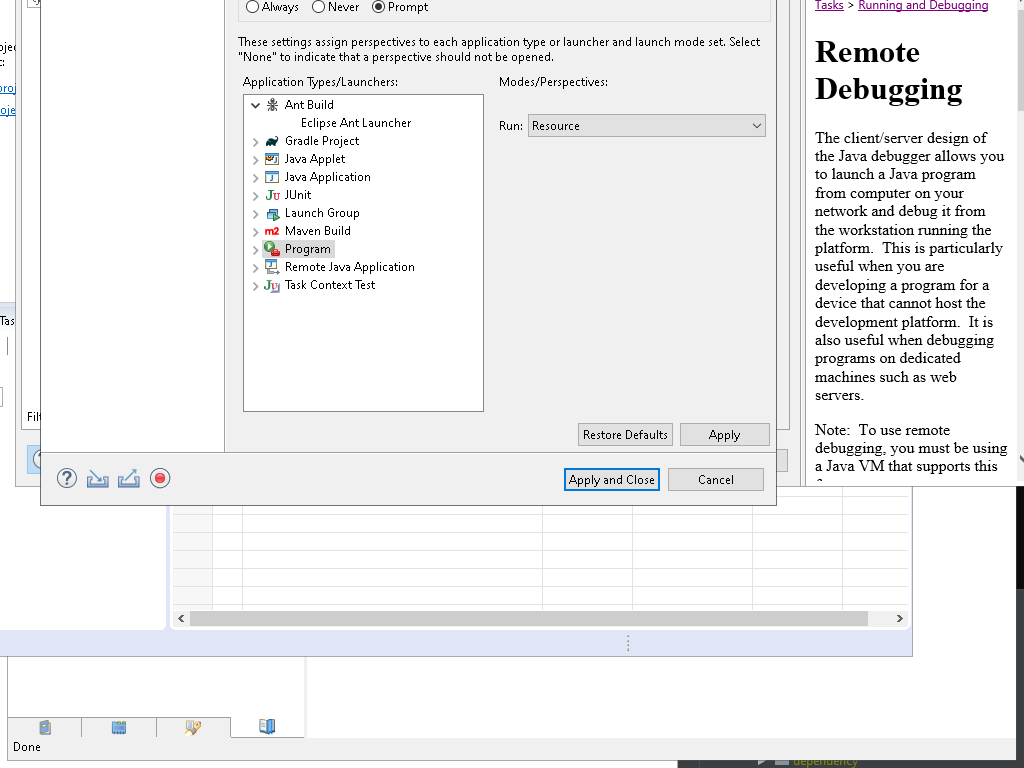 Always
Never
Prompt
These settings assign perspectives to each application type or launcher and launch mode set. Select
"None" to indicate that a perspective should not be opened.
Application Types/Launchers:
Modes/Perspectives:
Ant Build
Eclipse Ant Launcher
Gradle Project
Java Applet
Java Application
JUnit
Launch Group
Maven Build
Program
Remote Java Application
Task Context Test
Run:
Resource
Restore Defaults
Apply
Apply and Close
Cancel
Tasks > Running and Debugging
Remote
Debugging
The client/server design of
the Java debugger allows you
to launch a Java program
from computer on your
network and debug it from
the workstation running the
platform.  This is particularly
useful when you are
developing a program for a
device that cannot host the
development platform.  It is
also useful when debugging
programs on dedicated
machines such as web
servers.
Note:  To use remote
debugging, you must be using
a Java VM that supports this
Done
dependency